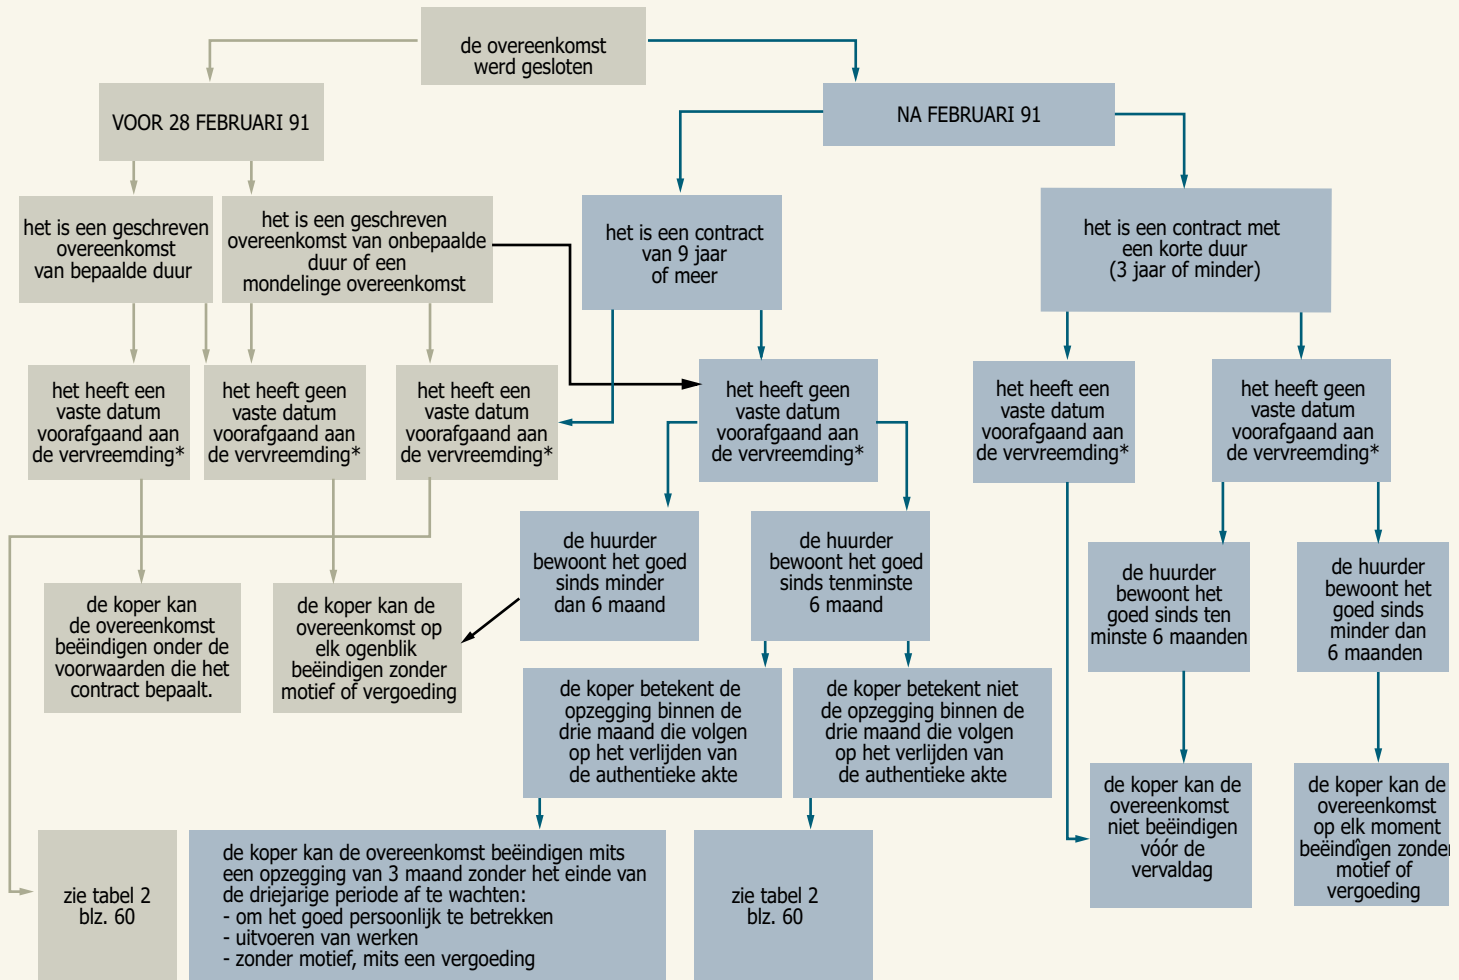 de overeenkomst
werd gesloten
VOOR 28 FEBRUARI 91
NA FEBRUARI 91
het is een geschreven
overeenkomst
van bepaalde duur
het is een geschreven
overeenkomst van onbepaalde
duur of een
mondelinge overeenkomst
het is een contract
van 9 jaar
of meer
het is een contract met
een korte duur
(3 jaar of minder)
het heeft een
vaste datum
voorafgaand aan
de vervreemding*
het heeft geen
vaste datum
voorafgaand aan
de vervreemding*
het heeft een
vaste datum
voorafgaand aan
de vervreemding*
het heeft geen
vaste datum
voorafgaand aan
de vervreemding*
het heeft een
vaste datum
voorafgaand aan
de vervreemding*
het heeft geen
vaste datum
voorafgaand aan
de vervreemding*
de huurder
bewoont het goed
sinds minder
dan 6 maand
de huurder
bewoont het goed
sinds tenminste
6 maand
de huurder
bewoont het
goed sinds ten
minste 6 maanden
de huurder
bewoont het
goed sinds
minder dan
6 maanden
de koper kan
de overeenkomst
beëindigen onder de
voorwaarden die het
contract bepaalt.
de koper kan de
overeenkomst op
elk ogenblik
beëindigen zonder
motief of vergoeding
de koper betekent de
opzegging binnen de
drie maand die volgen
op het verlijden van
de authentieke akte
de koper betekent niet
de opzegging binnen de
drie maand die volgen
op het verlijden van
de authentieke akte
de koper kan de
overeenkomst
niet beëindigen
vóór de
vervaldag
de koper kan de
overeenkomst
op elk moment
beëindîgen zonder
motief of
vergoeding
zie tabel 2
blz. 60
de koper kan de overeenkomst beëindigen mits
een opzegging van 3 maand zonder het einde van
de driejarige periode af te wachten:
- om het goed persoonlijk te betrekken
- uitvoeren van werken
- zonder motief, mits een vergoeding
zie tabel 2
blz. 60